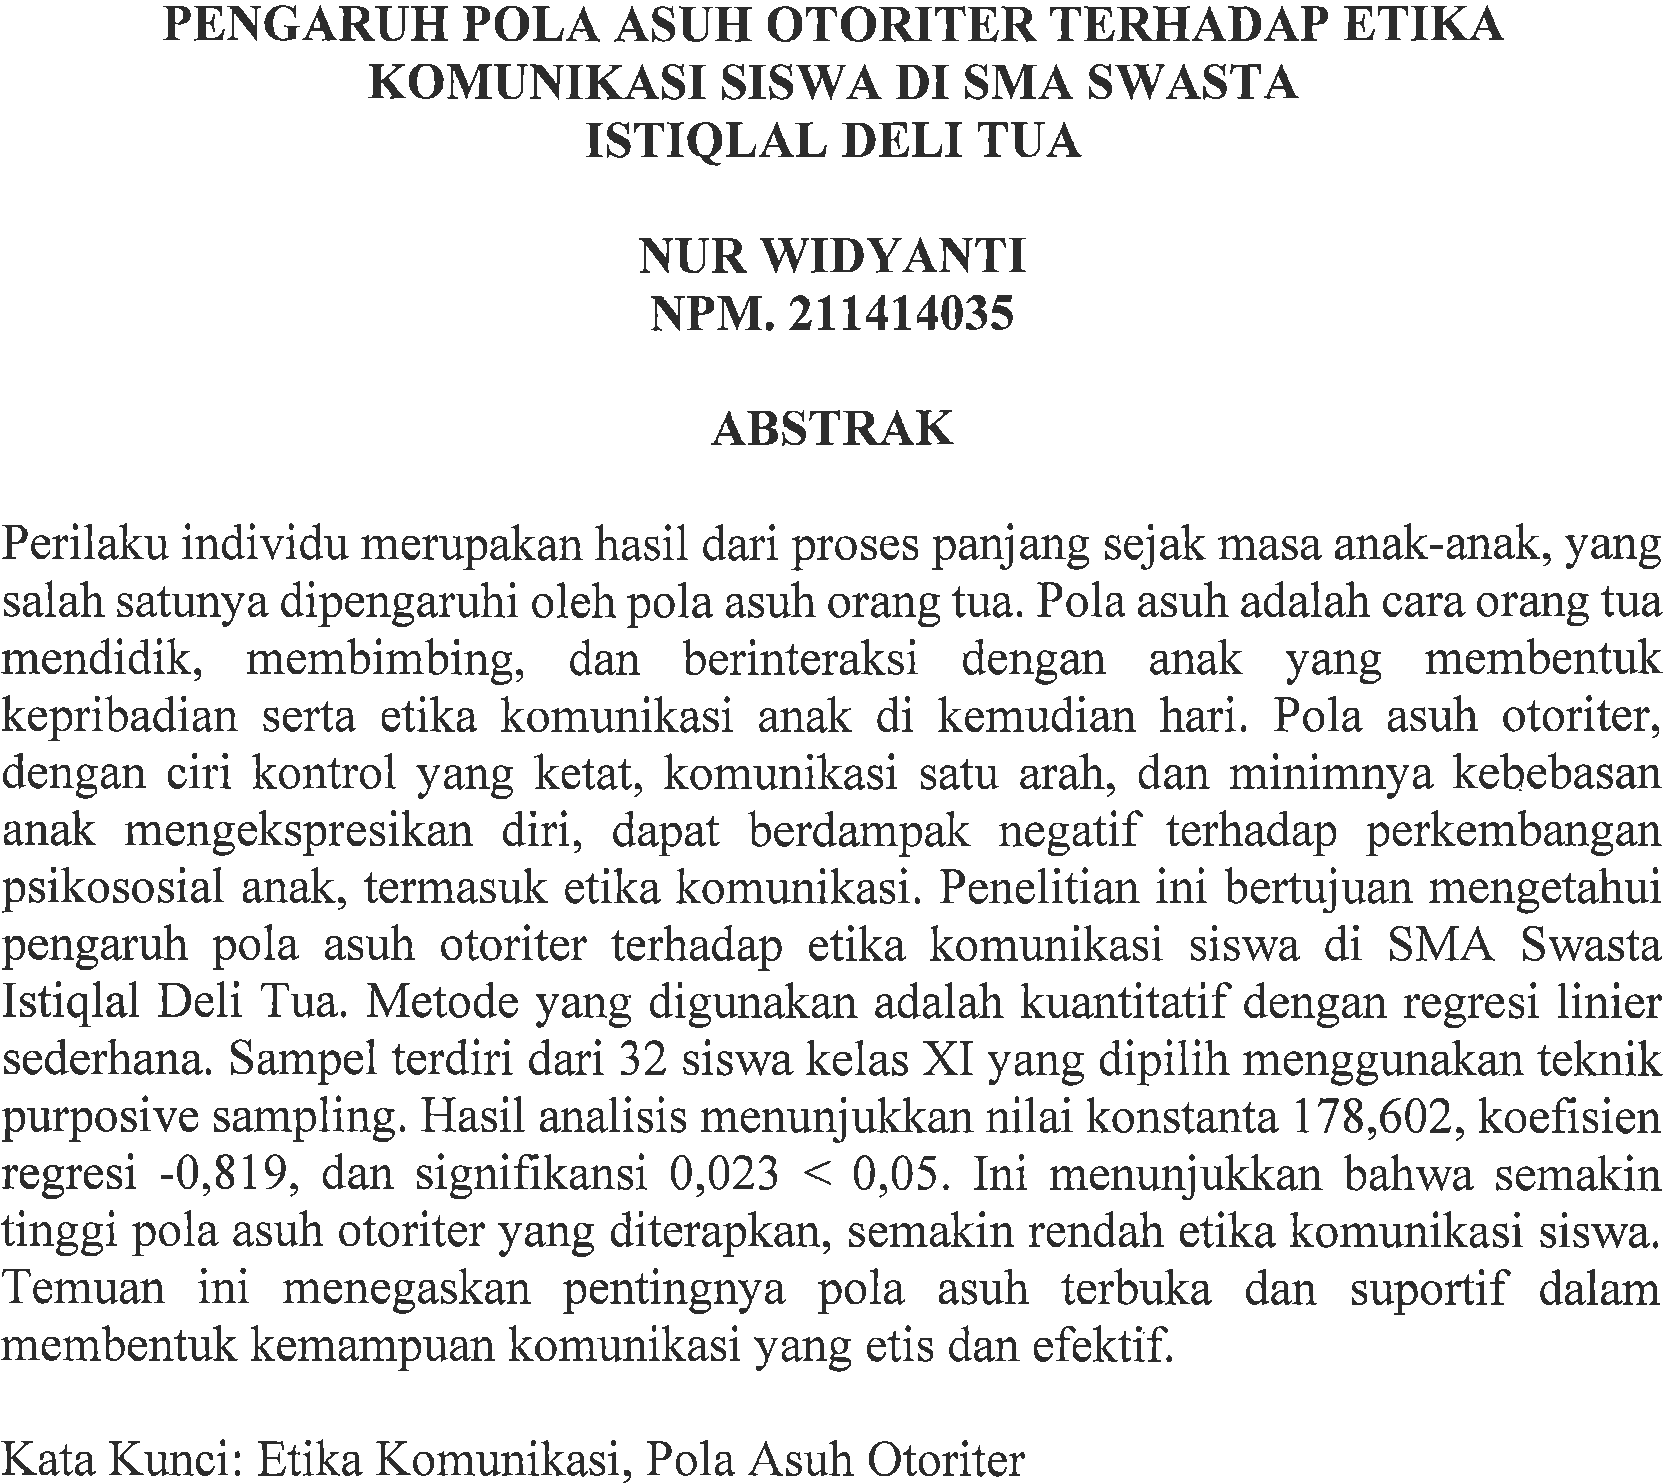 PENGARUH POLA ASUH OTORITER TERHADAP ETIKA
KOMUNIKASI SISWA DI SMA SWASTA
ISTIQLAL DELI TUA
NUR WIDYANTI
NPM. 211414035
ABSTRAK
Perilaku individu merupakan hasil dari proses panjang sejak masa anak-anak, yang
salah satunya dipengaruhi oleh pola asuh orang tua. Pola asuh adalah cara orang tua
mendidik, membimbing, dan berinteraksi dengan anak yang membentuk
kepribadian serta etika komunikasi anak di kemudian hari. Pola asuh otoriter,
dengan ciri kontrol yang ketat, komunikasi satu arah, dan minimnya kebebasan
anak mengekspresikan diri, dapat berdampak negatif terhadap perkembangan
psikososial anak, termasuk etika komunikasi. Penelitian ini bertujuan mengetahui
pengaruh pola asuh otoriter terhadap etika komunikasi siswa di SMA Swasta
Istiqlal Deli Tua. Metode yang digunakan adalah kuantitatif dengan regresi linier
sederhana. Sampel terdiri dari 32 siswa kelas XI yang dipilih menggunakan teknik
purposive sampling. Hasil analisis menunjukkan nilai konstanta 178,602, koefisien
regresi -0,819, dan signifikansi 0,023 < 0,05. Ini menunjukkan bahwa semakin
tinggi pola asuh otoriter yang diterapkan, semakin rendah etika komunikasi siswa.
Temuan ini menegaskan pentingnya pola asuh terbuka dan suportif dalam
membentuk kemampuan komunikasi yang etis dan efektif.
Kata Kunci: Etika Komunikasi, Pola Asuh Otoriter